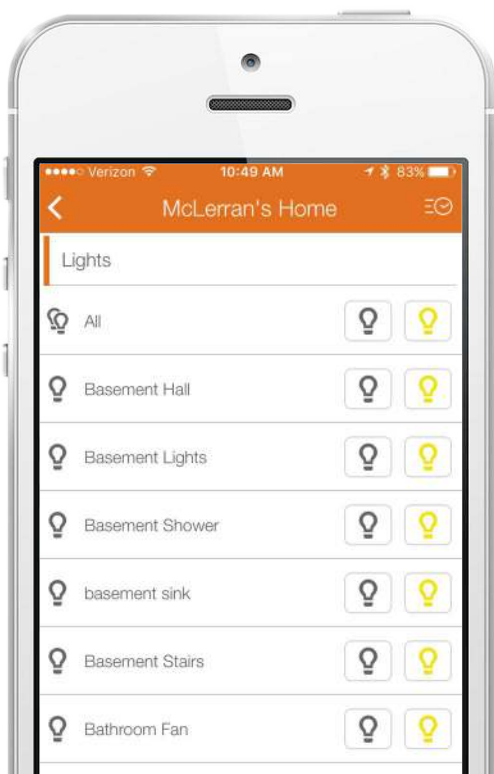 Verizon 10:49 AM 83%
McLerran's Home
Lights
All
Basement Hall
Basement Lights
Basement Shower
basement sink
Basement Stairs
Bathroom Fan